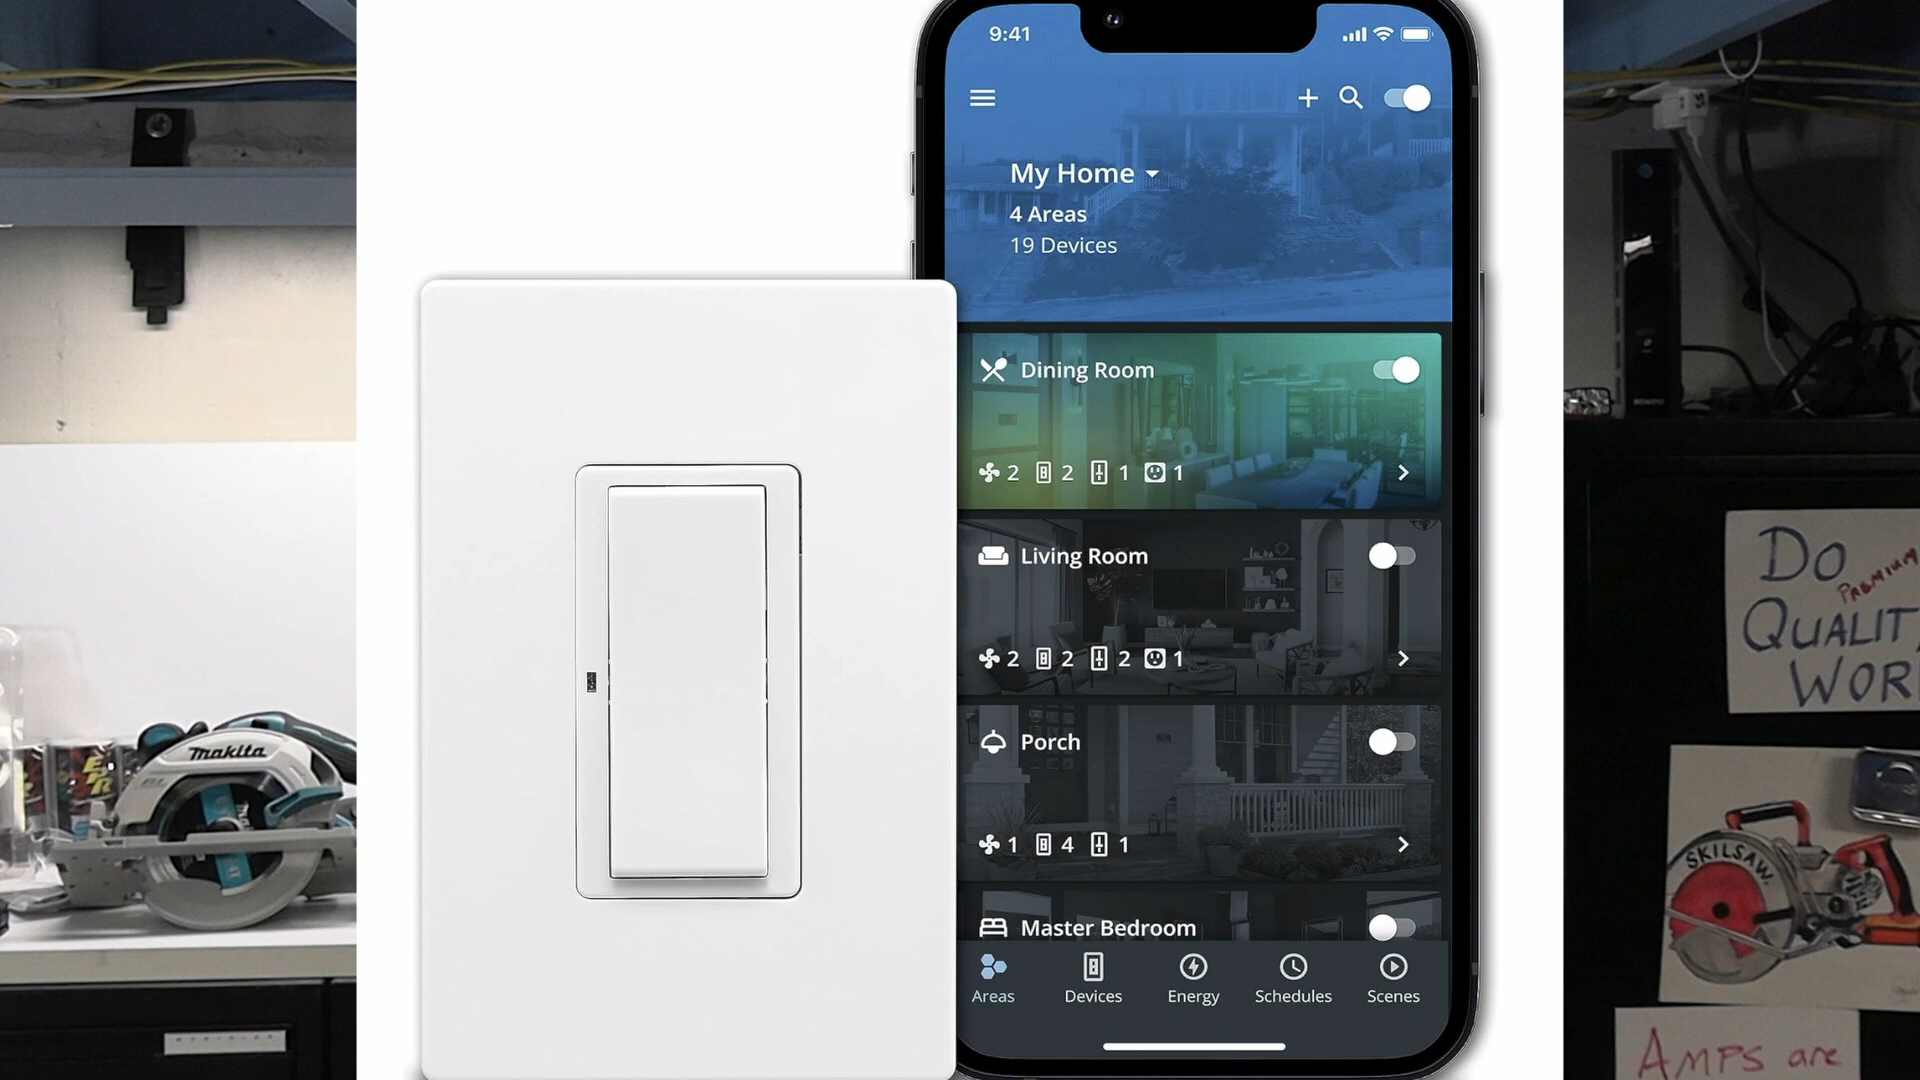 9:41
My Home
4 Areas
19 Devices
Dining Room
2 2 1 1
Living Room
2 2 2 1
Porch
1 4 1
Master Bedroom
Areas Devices Energy Schedules Scenes
makita
DO
PREMIUM
QUALIT
WOR
SKILSAW.
AMPS are